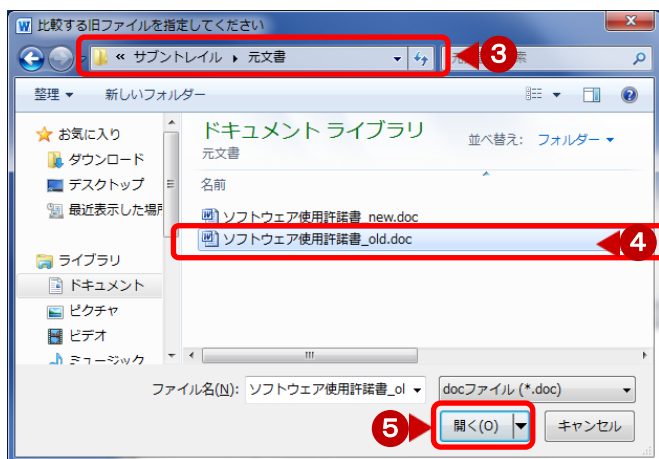 比較する旧ファイルを指定してください
« サブントレイル ▶ 元文書
3
整理 ▼ 新しいフォルダー
お気に入り
ダウンロード
デスクトップ
最近表示した場所
ライブラリ
ドキュメント
ピクチャ
ビデオ
ミュージック
ドキュメント ライブラリ
元文書
並べ替え: フォルダー ▼
名前
ソフトウェア使用許諾書_new.doc
ソフトウェア使用許諾書_old.doc
4
ファイル名(N): ソフトウェア使用許諾書_ol
docファイル (*.doc)
5
開く(O)
キャンセル